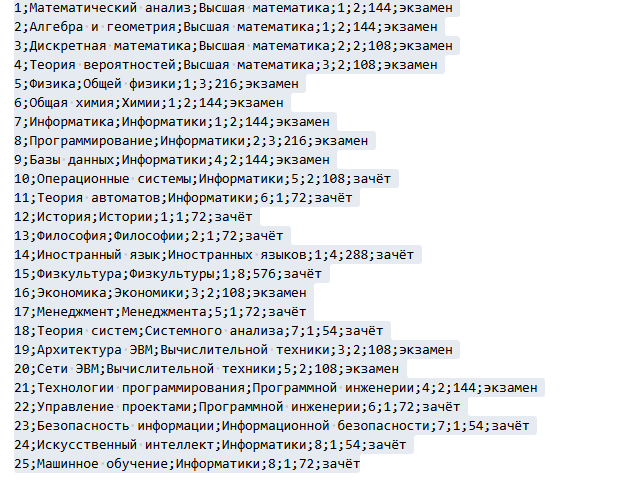 1;Математический анализ;Высшая математика;1;2;144;экзамен
2;Алгебра и геометрия;Высшая математика;1;2;144;экзамен
3;Дискретная математика;Высшая математика;2;2;108;экзамен
4;Теория вероятностей;Высшая математика;3;2;108;экзамен
5;Физика;Общей физики;1;3;216;экзамен
6;Общая химия;Химии;1;2;144;экзамен
7;Информатика;Информатики;1;2;144;экзамен
8;Программирование;Информатики;2;3;216;экзамен
9;Базы данных;Информатики;4;2;144;экзамен
10;Операционные системы;Информатики;5;2;108;зачёт
11;Теория автоматов;Информатики;6;1;72;зачёт
12;История;Истории;1;1;72;зачёт
13;Философия;Философии;2;1;72;зачёт
14;Иностранный язык;Иностранных языков;1;4;288;зачёт
15;Физкультура;Физкультуры;1;8;576;зачёт
16;Экономика;Экономики;3;2;108;экзамен
17;Менеджмент;Менеджмента;5;1;72;зачёт
18;Теория систем;Системного анализа;7;1;54;зачёт
19;Архитектура ЭВМ;Вычислительной техники;3;2;108;экзамен
20;Сети ЭВМ;Вычислительной техники;5;2;108;экзамен
21;Технологии программирования;Программной инженерии;4;2;144;экзамен
22;Управление проектами;Программной инженерии;6;1;72;зачёт
23;Безопасность информации;Информационной безопасности;7;1;54;зачёт
24;Искусственный интеллект;Информатики;8;1;54;зачёт
25;Машинное обучение;Информатики;8;1;72;зачёт